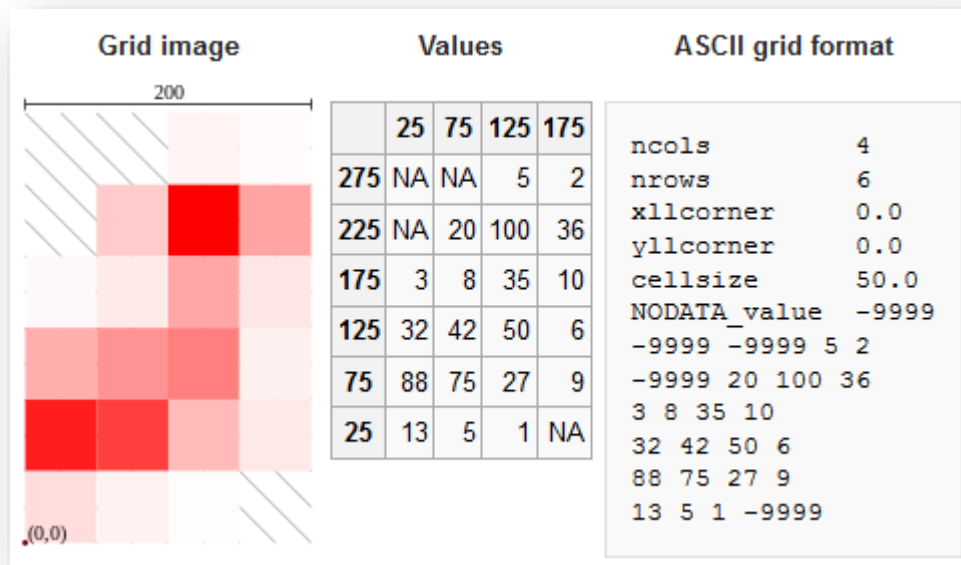 Grid image
200
(0,0)
Values
25 75 125 175
275 NA NA 5 2
225 NA 20 100 36
175 3 8 35 10
125 32 42 50 6
75 88 75 27 9
25 13 5 1 NA
ASCII grid format
ncols 4
nrows 6
xllcorner 0.0
yllcorner 0.0
cellsize 50.0
NODATA_value -9999
-9999 -9999 5 2
-9999 20 100 36
3 8 35 10
32 42 50 6
88 75 27 9
13 5 1 -9999